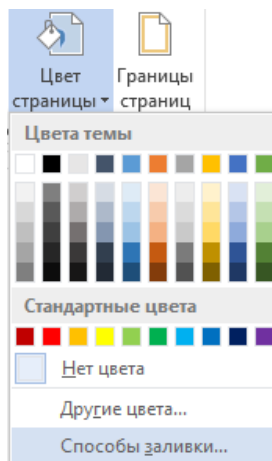 Цвет Границы
страницы страниц
Цвета темы
Стандартные цвета
Нет цвета
Другие цвета...
Способы заливки...